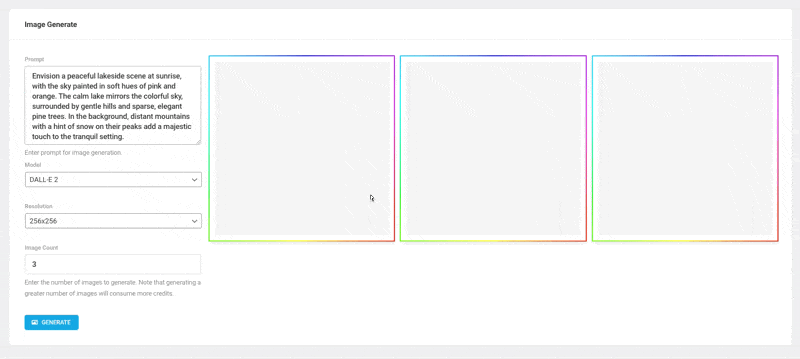 Image Generate
Prompt
Envision a peaceful lakeside scene at sunrise,
with the sky painted in soft hues of pink and
orange. The calm lake mirrors the colorful sky,
surrounded by gentle hills and sparse, elegant
pine trees. In the background, distant mountains
with a hint of snow on their peaks add a majestic
touch to the tranquil setting.
Enter prompt for image generation.
Model
DALL-E 2
Resolution
256x256
Image Count
3
Enter the number of images to generate. Note that generating a
greater number of images will consume more credits.
GENERATE